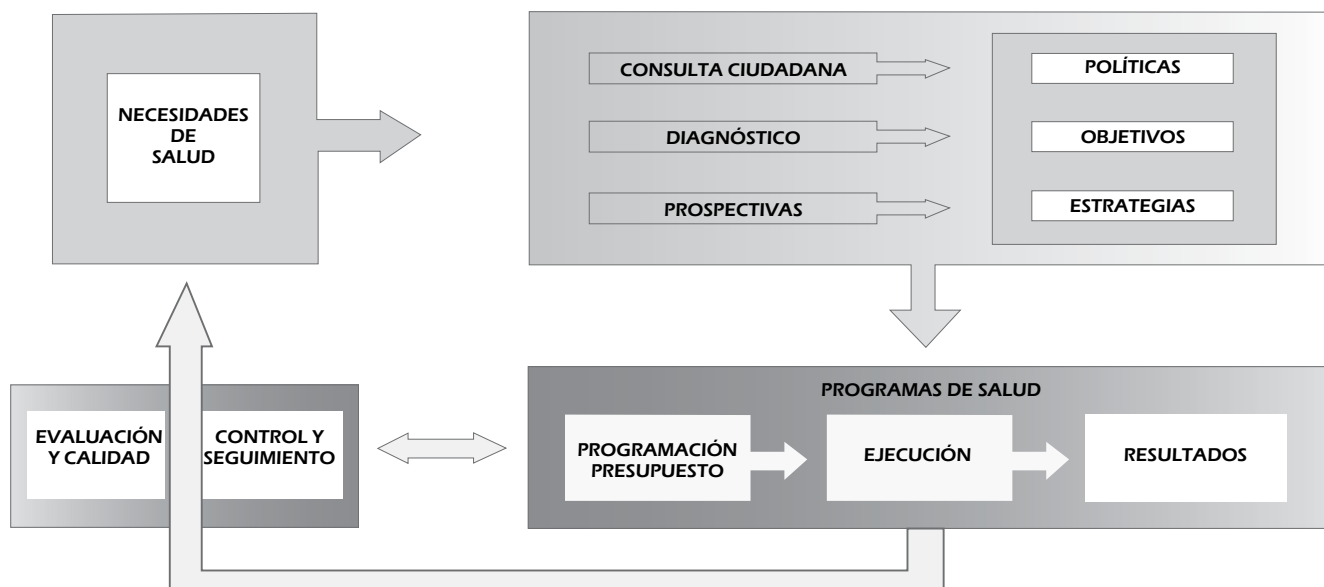 NECESIDADES
DE
SALUD
CONSULTA CIUDADANA
POLÍTICAS
DIAGNÓSTICO
OBJETIVOS
PROSPECTIVAS
ESTRATEGIAS
EVALUACIÓN
Y CALIDAD
CONTROL Y
SEGUIMIENTO
PROGRAMAS DE SALUD
PROGRAMACIÓN
PRESUPUESTO
EJECUCIÓN
RESULTADOS